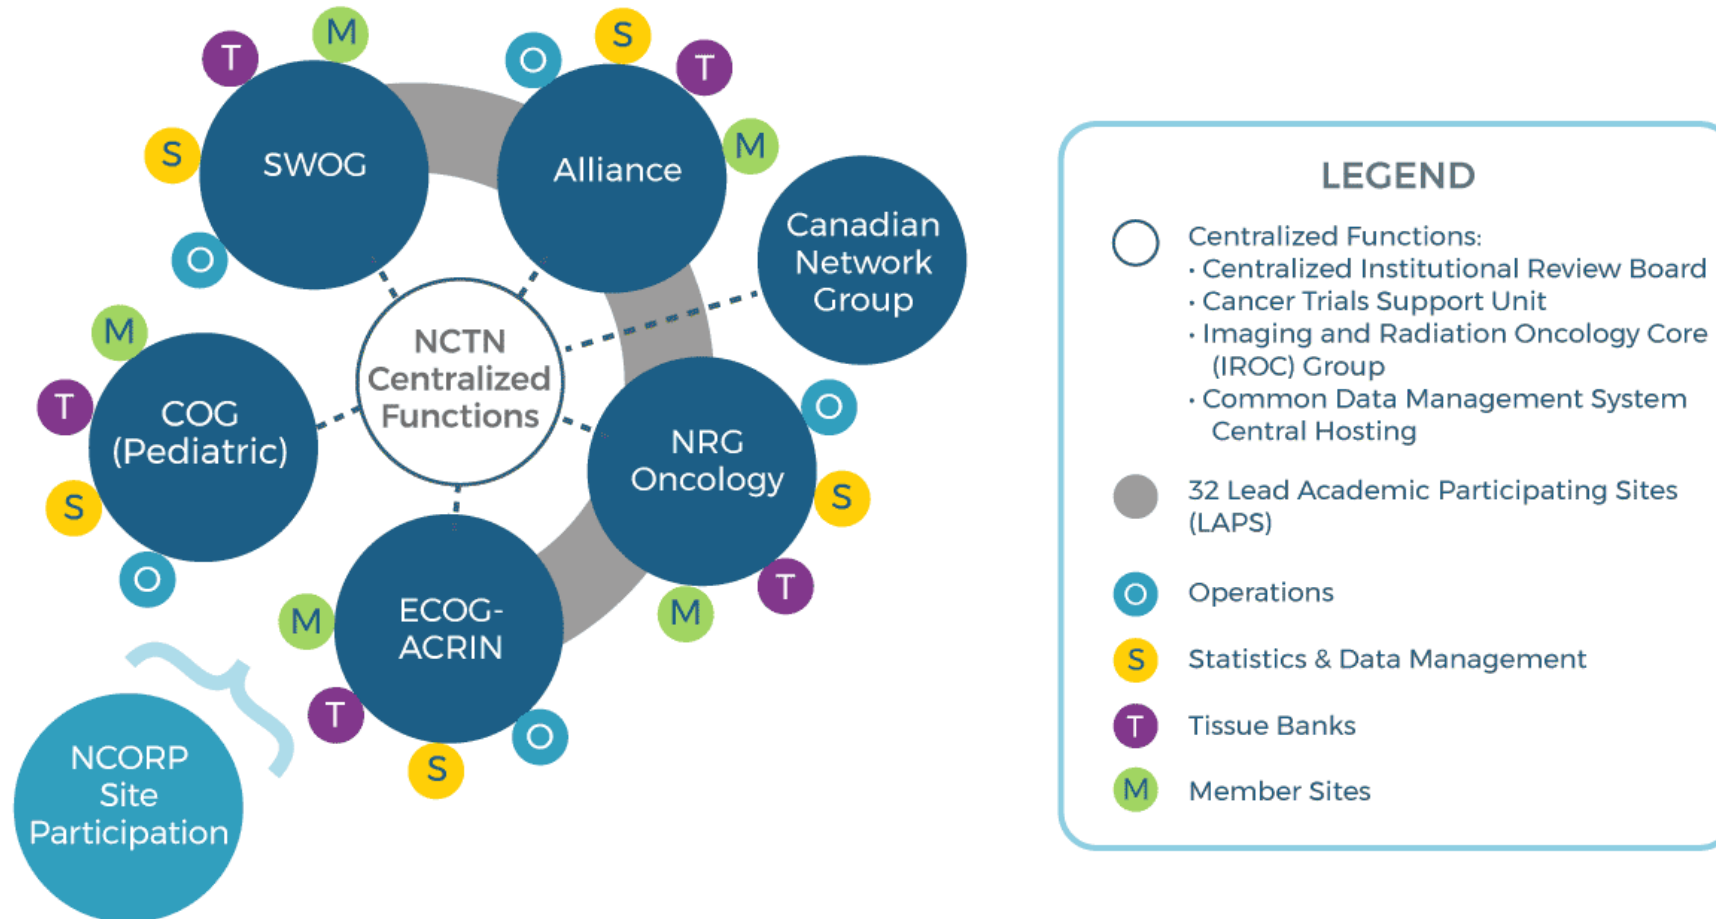 M
T
S
O
SWOG
O
S
T
M
Alliance
Canadian
Network
Group
NCTN
Centralized
Functions
M
T
S
O
COG
(Pediatric)
NRG
Oncology
O
S
T
M
ECOG-
ACRIN
M
T
S
O
NCORP
Site
Participation
LEGEND
Centralized Functions:
· Centralized Institutional Review Board
· Cancer Trials Support Unit
· Imaging and Radiation Oncology Core
(IROC) Group
· Common Data Management System
Central Hosting
32 Lead Academic Participating Sites
(LAPS)
O Operations
S Statistics & Data Management
T Tissue Banks
M Member Sites